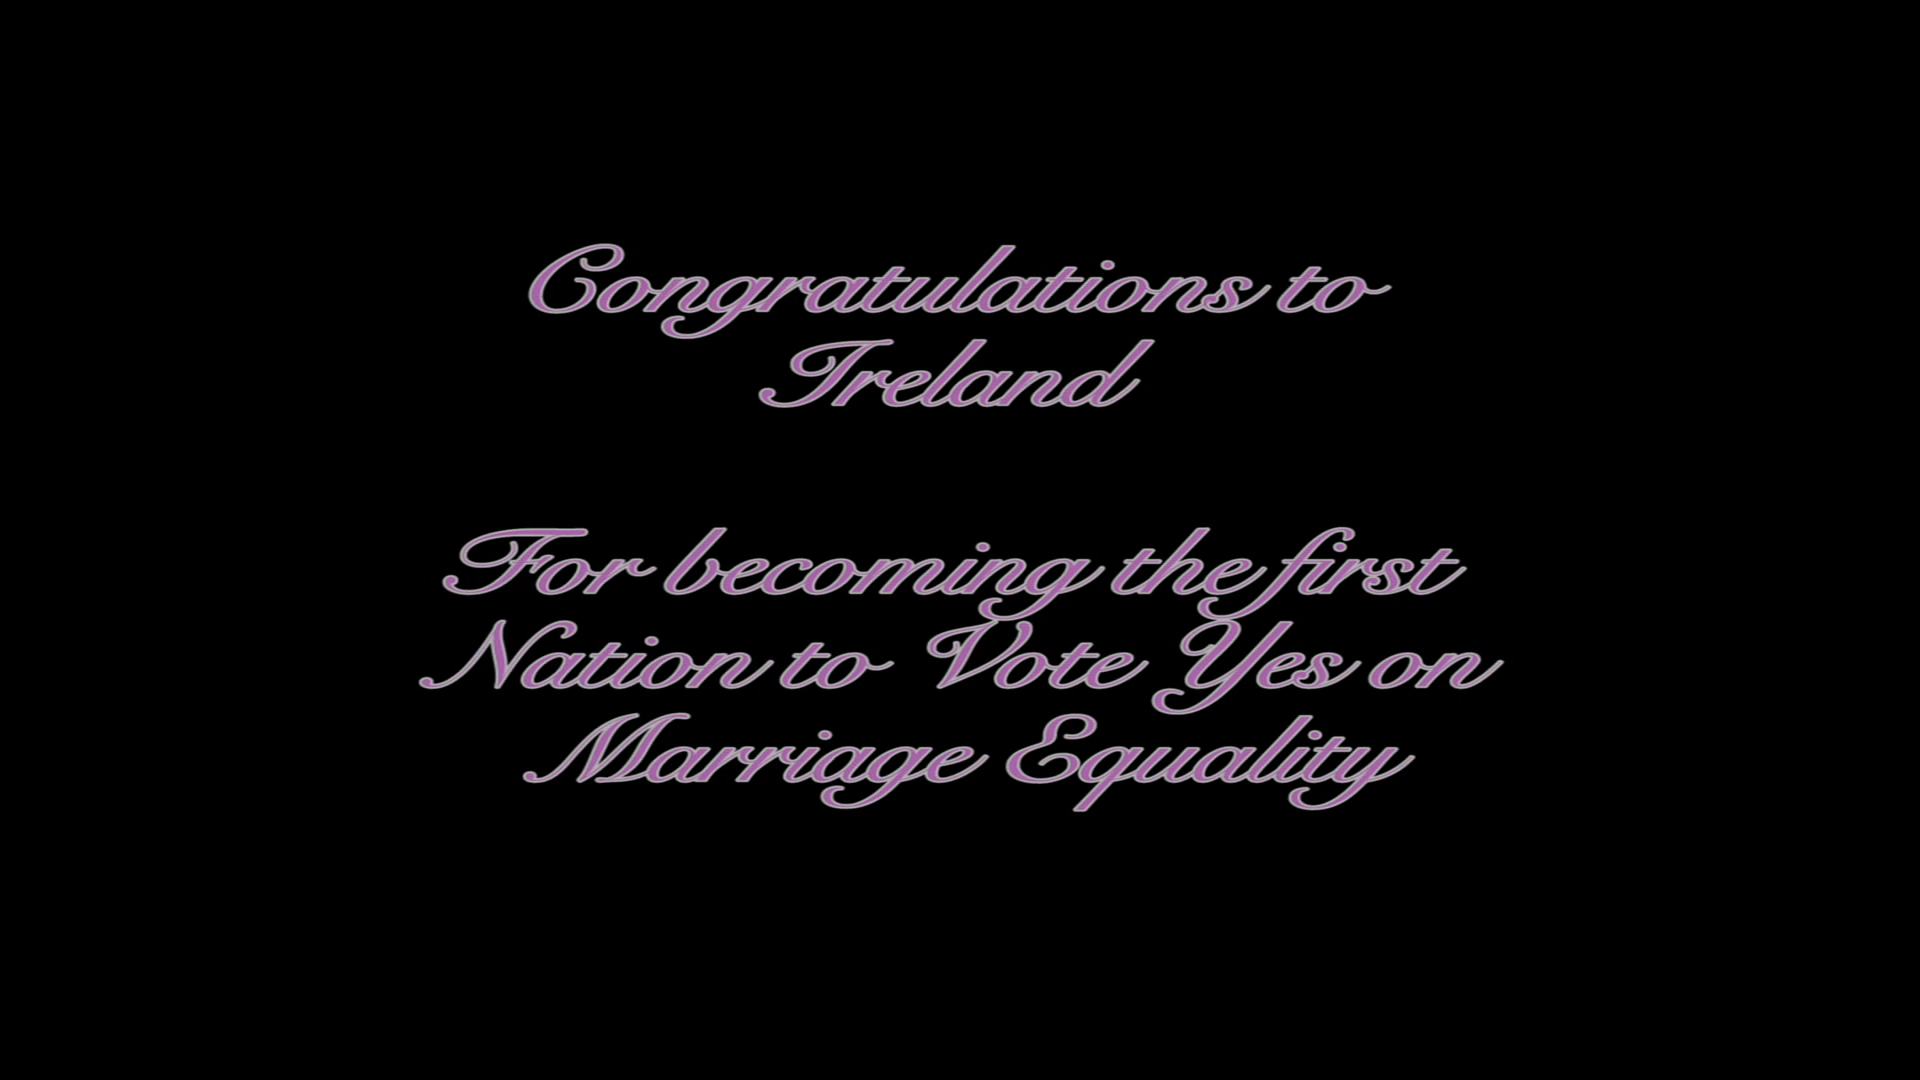 Congratulations to
Ireland
For becoming the first
Nation to Vote Yes on
Marriage Equality